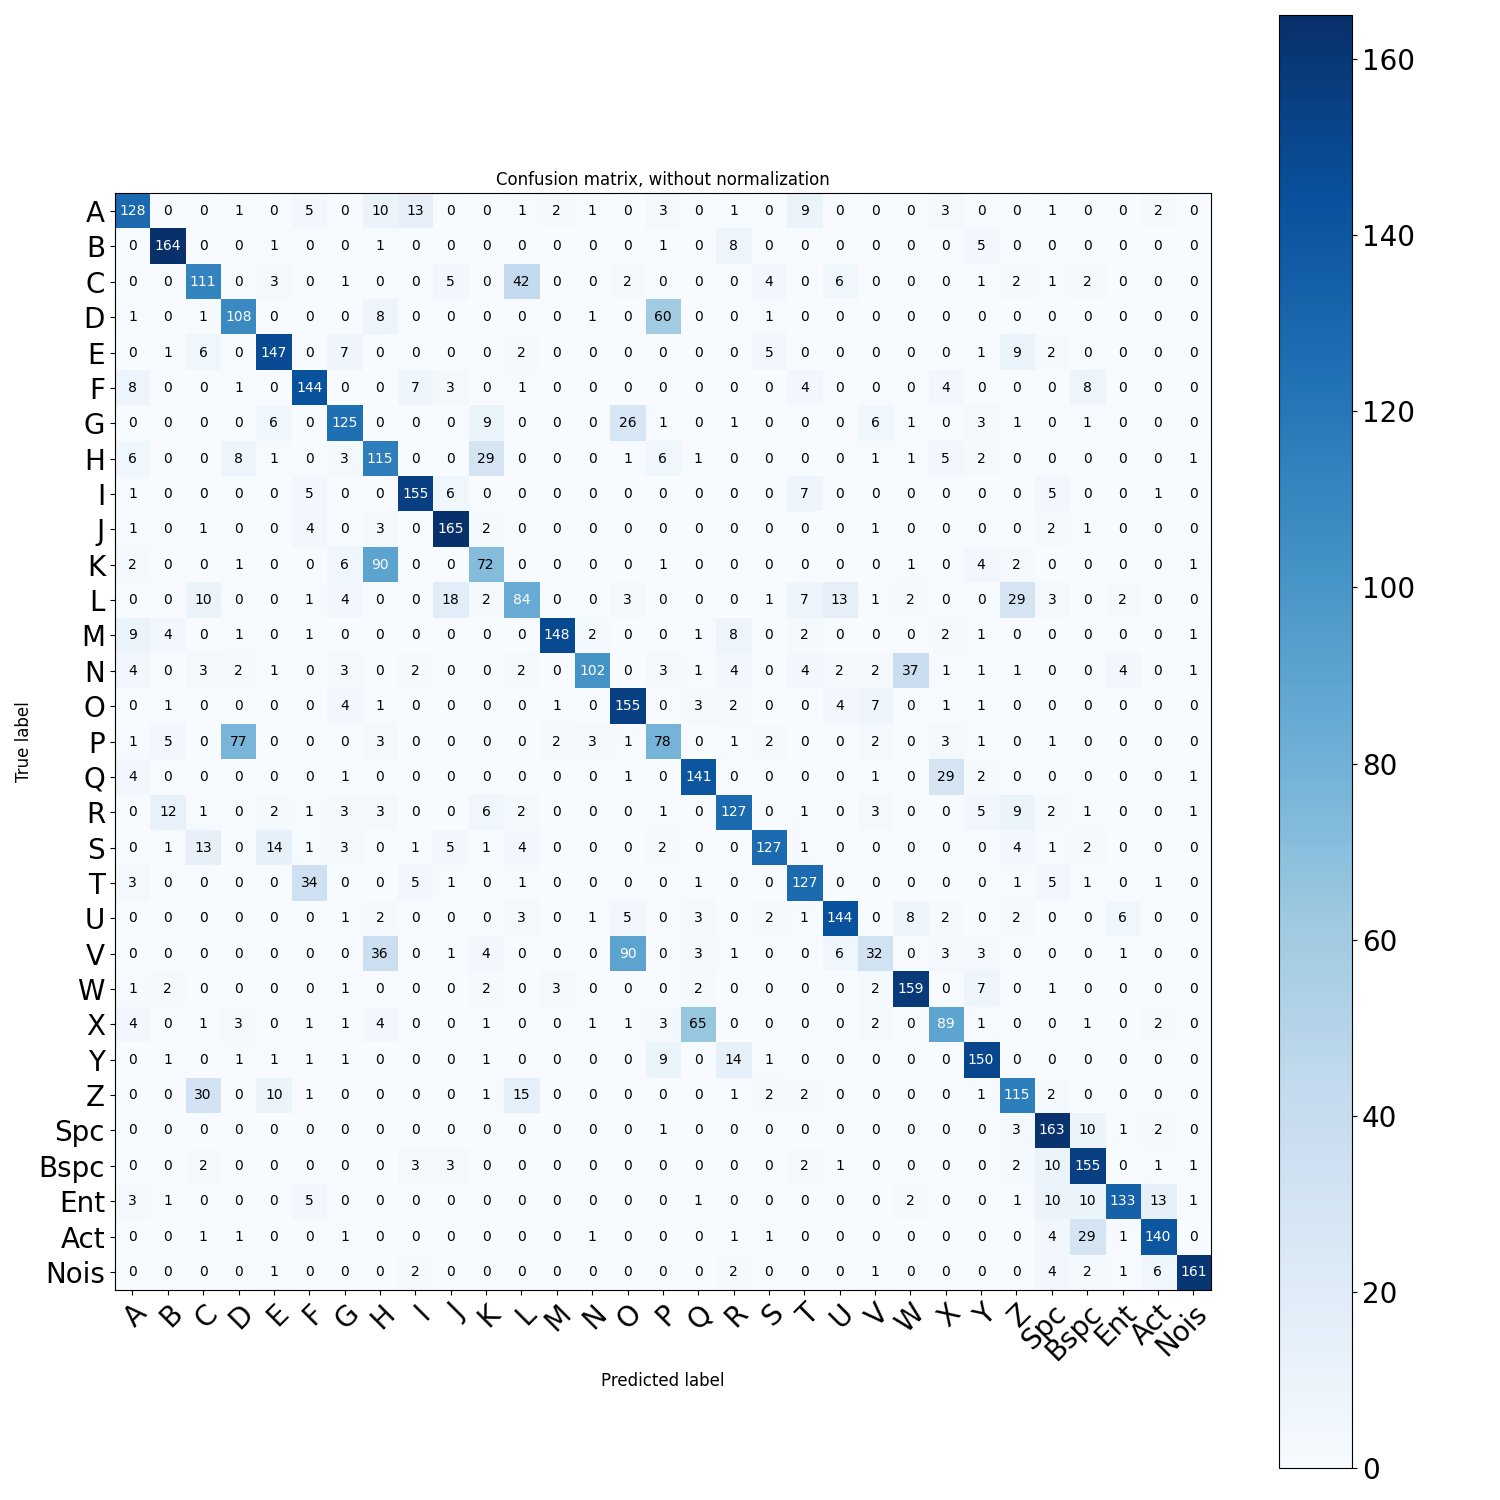 Confusion matrix, without normalization
A 128 0 0 1 0 5 0 10 13 0 0 1 2 1 0 3 0 1 0 9 0 0 0 3 0 0 1 0 0 2 0
B 0 164 0 0 1 0 0 1 0 0 0 0 0 0 0 1 0 8 0 0 0 0 0 0 5 0 0 0 0 0 0
C 0 0 111 0 3 0 1 0 0 5 0 42 0 0 2 0 0 0 4 0 6 0 0 0 1 2 1 2 0 0 0
D 1 0 1 108 0 0 0 8 0 0 0 0 0 1 0 60 0 0 1 0 0 0 0 0 0 0 0 0 0 0 0
E 0 1 6 0 147 0 7 0 0 0 0 2 0 0 0 0 0 0 5 0 0 0 0 0 1 9 2 0 0 0 0
F 8 0 0 1 0 144 0 0 7 3 0 1 0 0 0 0 0 0 0 4 0 0 0 4 0 0 0 8 0 0 0
G 0 0 0 0 6 0 125 0 0 0 9 0 0 0 26 1 0 1 0 0 0 6 1 0 3 1 0 1 0 0 0
H 6 0 0 8 1 0 3 115 0 0 29 0 0 0 1 6 1 0 0 0 0 1 1 5 2 0 0 0 0 0 1
I 1 0 0 0 0 5 0 0 155 6 0 0 0 0 0 0 0 0 0 7 0 0 0 0 0 0 5 0 0 1 0
J 1 0 1 0 0 4 0 3 0 165 2 0 0 0 0 0 0 0 0 0 0 1 0 0 0 0 2 1 0 0 0
K 2 0 0 1 0 0 6 90 0 0 72 0 0 0 0 1 0 0 0 0 0 0 1 0 4 2 0 0 0 0 1
L 0 0 10 0 0 1 4 0 0 18 2 84 0 0 3 0 0 0 1 7 13 1 2 0 0 29 3 0 2 0 0
M 9 4 0 1 0 1 0 0 0 0 0 0 148 2 0 0 1 8 0 2 0 0 0 2 1 0 0 0 0 0 1
N 4 0 3 2 1 0 3 0 2 0 0 2 0 102 0 3 1 4 0 4 2 2 37 1 1 1 0 0 4 0 1
O 0 1 0 0 0 0 4 1 0 0 0 0 1 0 155 0 3 2 0 0 4 7 0 1 1 0 0 0 0 0 0
P 1 5 0 77 0 0 0 3 0 0 0 0 2 3 1 78 0 1 2 0 0 2 0 3 1 0 1 0 0 0 0
Q 4 0 0 0 0 0 1 0 0 0 0 0 0 0 1 0 141 0 0 0 0 1 0 29 2 0 0 0 0 0 1
R 0 12 1 0 2 1 3 3 0 0 6 2 0 0 0 1 0 127 0 1 0 3 0 0 5 9 2 1 0 0 1
S 0 1 13 0 14 1 3 0 1 5 1 4 0 0 0 2 0 0 127 1 0 0 0 0 0 4 1 2 0 0 0
T 3 0 0 0 0 34 0 0 5 1 0 1 0 0 0 0 1 0 0 127 0 0 0 0 0 1 5 1 0 1 0
U 0 0 0 0 0 0 1 2 0 0 0 3 0 1 5 0 3 0 2 1 144 0 8 2 0 2 0 0 6 0 0
V 0 0 0 0 0 0 0 36 0 1 4 0 0 0 90 0 3 1 0 0 6 32 0 3 3 0 0 0 1 0 0
W 1 2 0 0 0 0 1 0 0 0 2 0 3 0 0 0 2 0 0 0 0 2 159 0 7 0 1 0 0 0 0
X 4 0 1 3 0 1 1 4 0 0 1 0 0 1 1 3 65 0 0 0 0 2 0 89 1 0 0 1 0 2 0
Y 0 1 0 1 1 1 1 0 0 0 1 0 0 0 0 9 0 14 1 0 0 0 0 0 150 0 0 0 0 0 0
Z 0 0 30 0 10 1 0 0 0 0 1 15 0 0 0 0 0 1 2 2 0 0 0 0 1 115 2 0 0 0 0
Spc 0 0 0 0 0 0 0 0 0 0 0 0 0 0 0 1 0 0 0 0 0 0 0 0 0 3 163 10 1 2 0
Bspc 0 0 2 0 0 0 0 0 3 3 0 0 0 0 0 0 0 0 0 2 1 0 0 0 0 2 10 155 0 1 1
Ent 3 1 0 0 0 5 0 0 0 0 0 0 0 0 0 0 1 0 0 0 0 0 2 0 0 1 10 10 133 13 1
Act 0 0 1 1 0 0 1 0 0 0 0 0 0 1 0 0 0 1 1 0 0 0 0 0 0 0 4 29 1 140 0
Nois 0 0 0 0 1 0 0 0 2 0 0 0 0 0 0 0 0 2 0 0 0 1 0 0 0 0 4 2 1 6 161
A B C D E F G H I J K L M N O P Q R S T U V W X Y Z Spc Bspc Ent Act Nois
True label
Predicted label
160
140
120
100
80
60
40
20
0